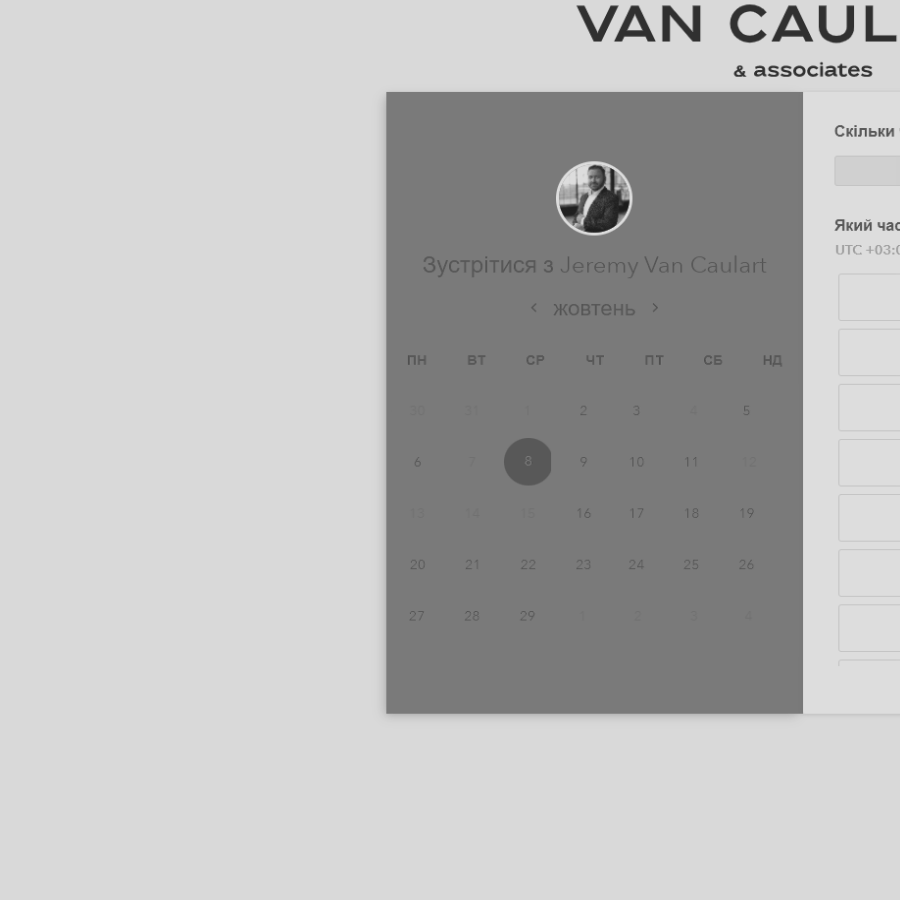 VAN CAUL
& associates
Зустрітися з Jeremy Van Caulart
жовтень
ПН ВТ СР ЧТ ПТ СБ НД
30 31 1 2 3 4 5
6 7 8 9 10 11 12
13 14 15 16 17 18 19
20 21 22 23 24 25 26
27 28 29 1 2 3 4
Скільки
Який час
UTC +03:0